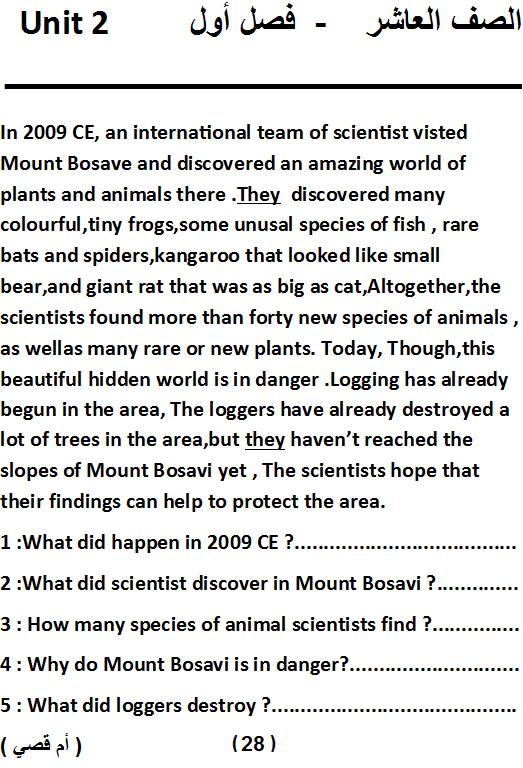 Unit 2 الصف العاشر - فصل أول
In 2009 CE, an international team of scientist visted
Mount Bosave and discovered an amazing world of
plants and animals there .They discovered many
colourful,tiny frogs,some unusal species of fish , rare
bats and spiders,kangaroo that looked like small
bear,and giant rat that was as big as cat,Altogether,the
scientists found more than forty new species of animals ,
as wellas many rare or new plants. Today, Though,this
beautiful hidden world is in danger .Logging has already
begun in the area, The loggers have already destroyed a
lot of trees in the area,but they haven’t reached the
slopes of Mount Bosavi yet , The scientists hope that
their findings can help to protect the area.
1 :What did happen in 2009 CE ?.....................................
2 :What did scientist discover in Mount Bosavi ?..............
3 : How many species of animal scientists find ?...............
4 : Why do Mount Bosavi is in danger?.............................
5 : What did loggers destroy ?.........................................
( أم قصي ) ( 28 )